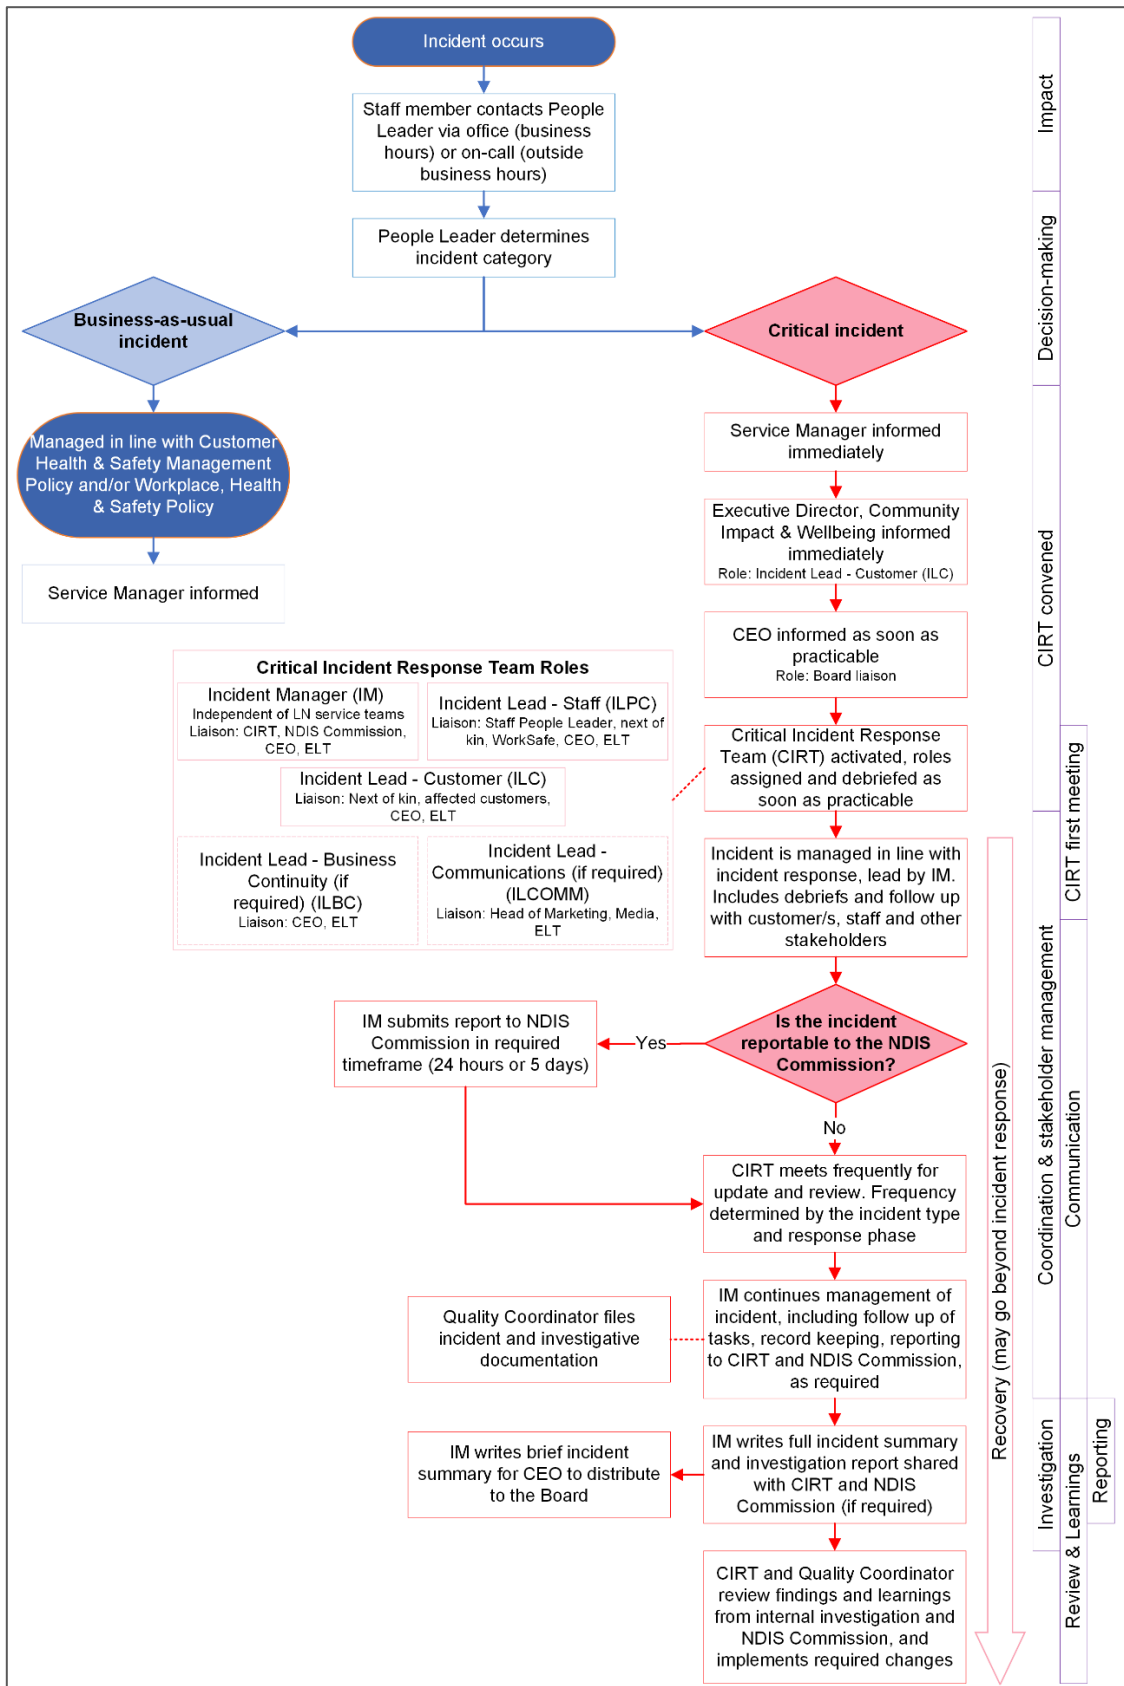 Incident occurs
Staff member contacts People
Leader via office (business
hours) or on-call (outside
business hours)
People Leader determines
incident category
Business-as-usual
incident
Critical incident
Managed in line with Customer
Health & Safety Management
Policy and/or Workplace, Health
& Safety Policy
Service Manager informed
Service Manager informed
immediately
Executive Director, Community
Impact & Wellbeing informed
immediately
Role: Incident Lead - Customer (ILC)
CEO informed as soon as
practicable
Role: Board liaison
Critical Incident Response Team Roles
Incident Manager (IM)
Independent of LN service teams
Liaison: CIRT, NDIS Commission,
CEO, ELT
Incident Lead - Staff (ILPC)
Liaison: Staff People Leader, next of
kin, WorkSafe, CEO, ELT
Incident Lead - Customer (ILC)
Liaison: Next of kin, affected customers,
CEO, ELT
Incident Lead - Business
Continuity (if
required) (ILBC)
Liaison: CEO, ELT
Incident Lead -
Communications (if required)
(ILCOMM)
Liaison: Head of Marketing, Media,
ELT
Critical Incident Response
Team (CIRT) activated, roles
assigned and debriefed as
soon as practicable
Incident is managed in line with
incident response, lead by IM.
Includes debriefs and follow up
with customer/s, staff and other
stakeholders
Is the incident
reportable to the NDIS
Commission?
Yes
No
IM submits report to NDIS
Commission in required
timeframe (24 hours or 5 days)
CIRT meets frequently for
update and review. Frequency
determined by the incident type
and response phase
IM continues management of
incident, including follow up of
tasks, record keeping, reporting
to CIRT and NDIS Commission,
as required
Quality Coordinator files
incident and investigative
documentation
IM writes full incident summary
and investigation report shared
with CIRT and NDIS
Commission (if required)
IM writes brief incident
summary for CEO to distribute
to the Board
CIRT and Quality Coordinator
review findings and learnings
from internal investigation and
NDIS Commission, and
implements required changes
Recovery (may go beyond incident response)
Impact
Decision-making
CIRT convened
CIRT first meeting
Coordination & stakeholder management
Communication
Investigation
Review & Learnings
Reporting